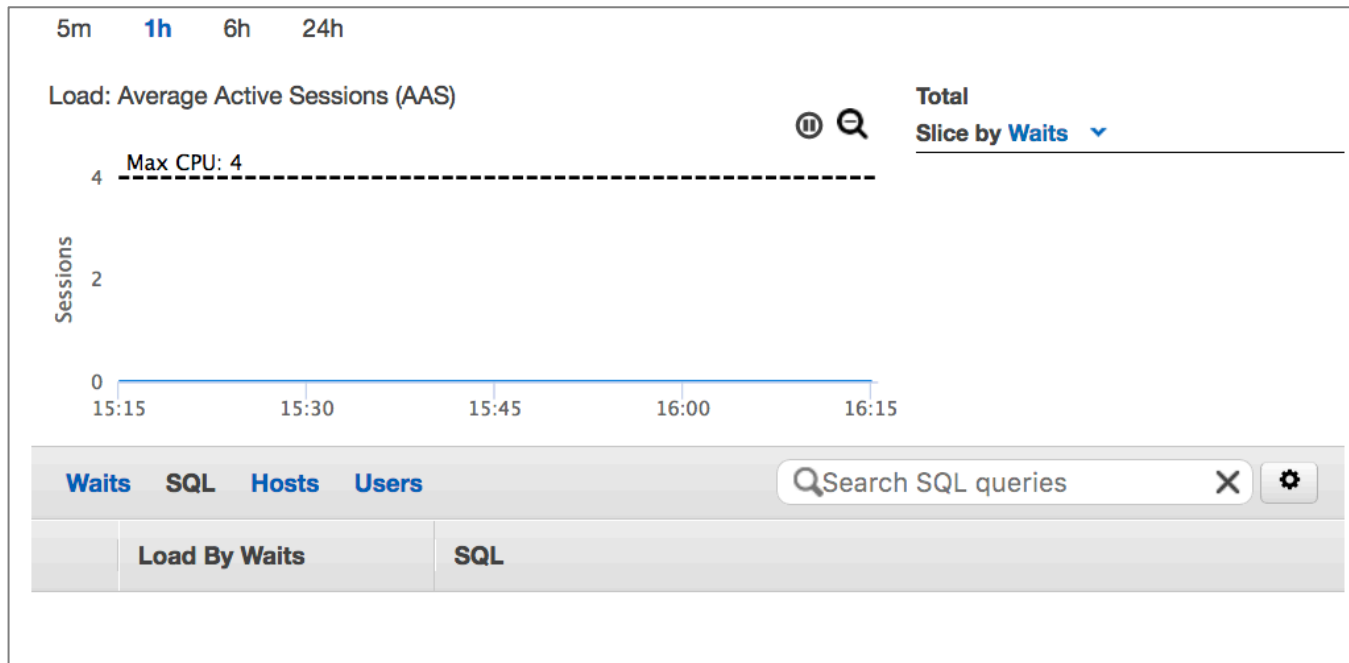 5m 1h 6h 24h
Load: Average Active Sessions (AAS)
Total
Slice by Waits
Max CPU: 4
4
Sessions
2
0
15:15 15:30 15:45 16:00 16:15
Waits SQL Hosts Users
Search SQL queries
Load By Waits SQL